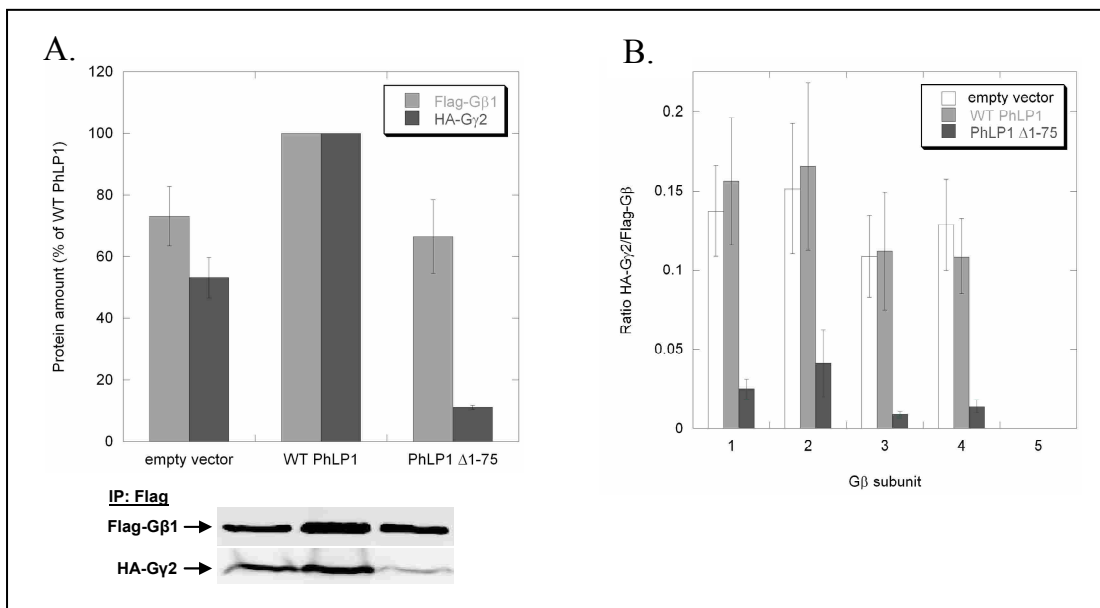 A.
120
100
80
60
40
20
0
Protein amount (% of WT PhLP1)
Flag-Gβ1
HA-Gγ2
empty vector
WT PhLP1
PhLP1 Δ1-75
IP: Flag
Flag-Gβ1
HA-Gγ2
B.
0.2
0.15
0.1
0.05
0
Ratio HA-Gγ2/Flag-Gβ
empty vector
WT PhLP1
PhLP1 Δ1-75
1 2 3 4 5
Gβ subunit